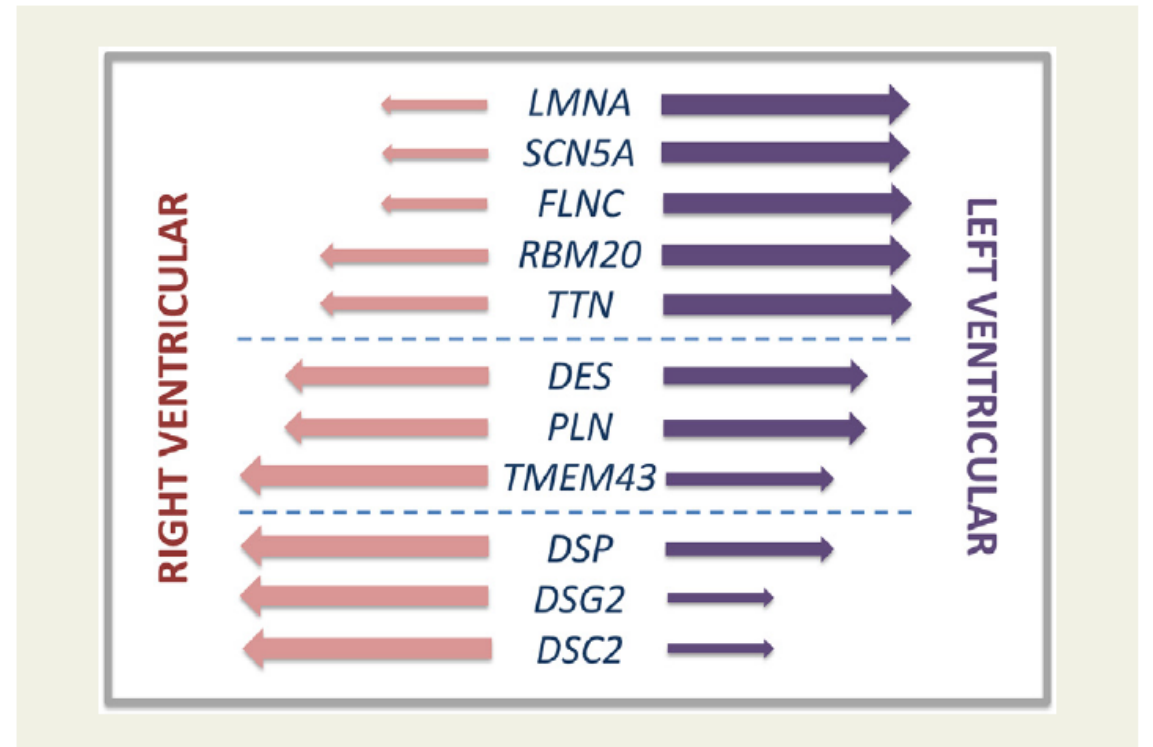 RIGHT VENTRICULAR
LMNA
SCN5A
FLNC
RBM20
TTN
DES
PLN
TMEM43
DSP
DSG2
DSC2
LEFT VENTRICULAR